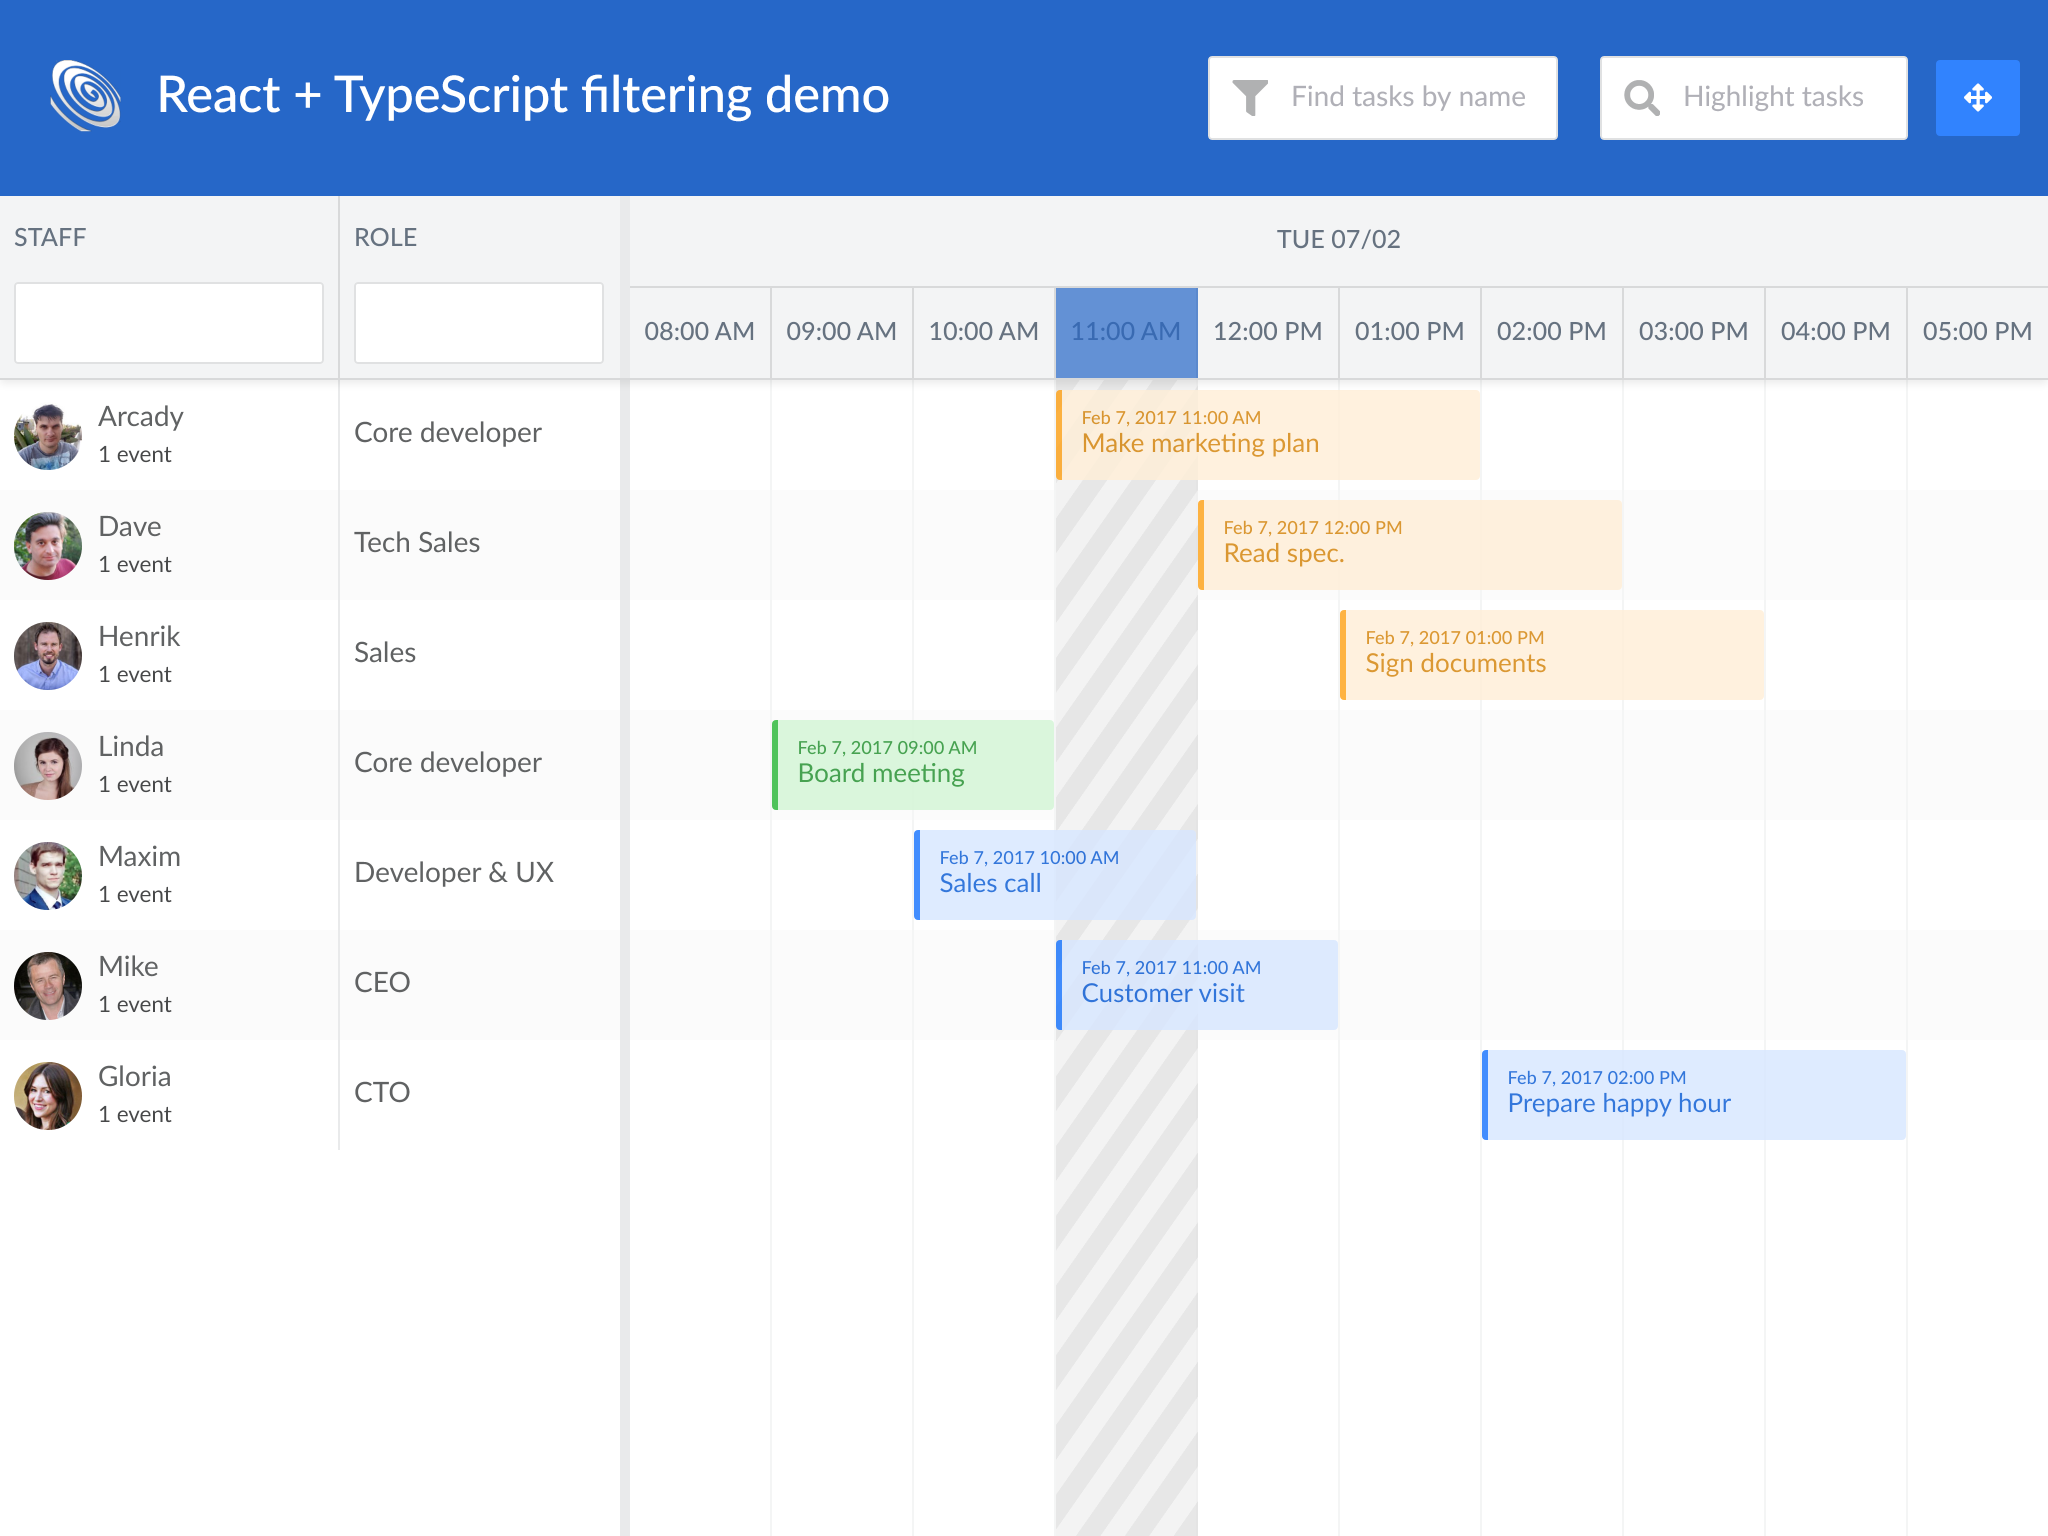 React + TypeScript filtering demo
Find tasks by name
Highlight tasks
STAFF
ROLE
TUE 07/02
08:00 AM
09:00 AM
10:00 AM
11:00 AM
12:00 PM
01:00 PM
02:00 PM
03:00 PM
04:00 PM
05:00 PM
Arcady
1 event
Core developer
Feb 7, 2017 11:00 AM
Make marketing plan
Dave
1 event
Tech Sales
Feb 7, 2017 12:00 PM
Read spec.
Henrik
1 event
Sales
Feb 7, 2017 01:00 PM
Sign documents
Linda
1 event
Core developer
Feb 7, 2017 09:00 AM
Board meeting
Maxim
1 event
Developer & UX
Feb 7, 2017 10:00 AM
Sales call
Mike
1 event
CEO
Feb 7, 2017 11:00 AM
Customer visit
Gloria
1 event
CTO
Feb 7, 2017 02:00 PM
Prepare happy hour